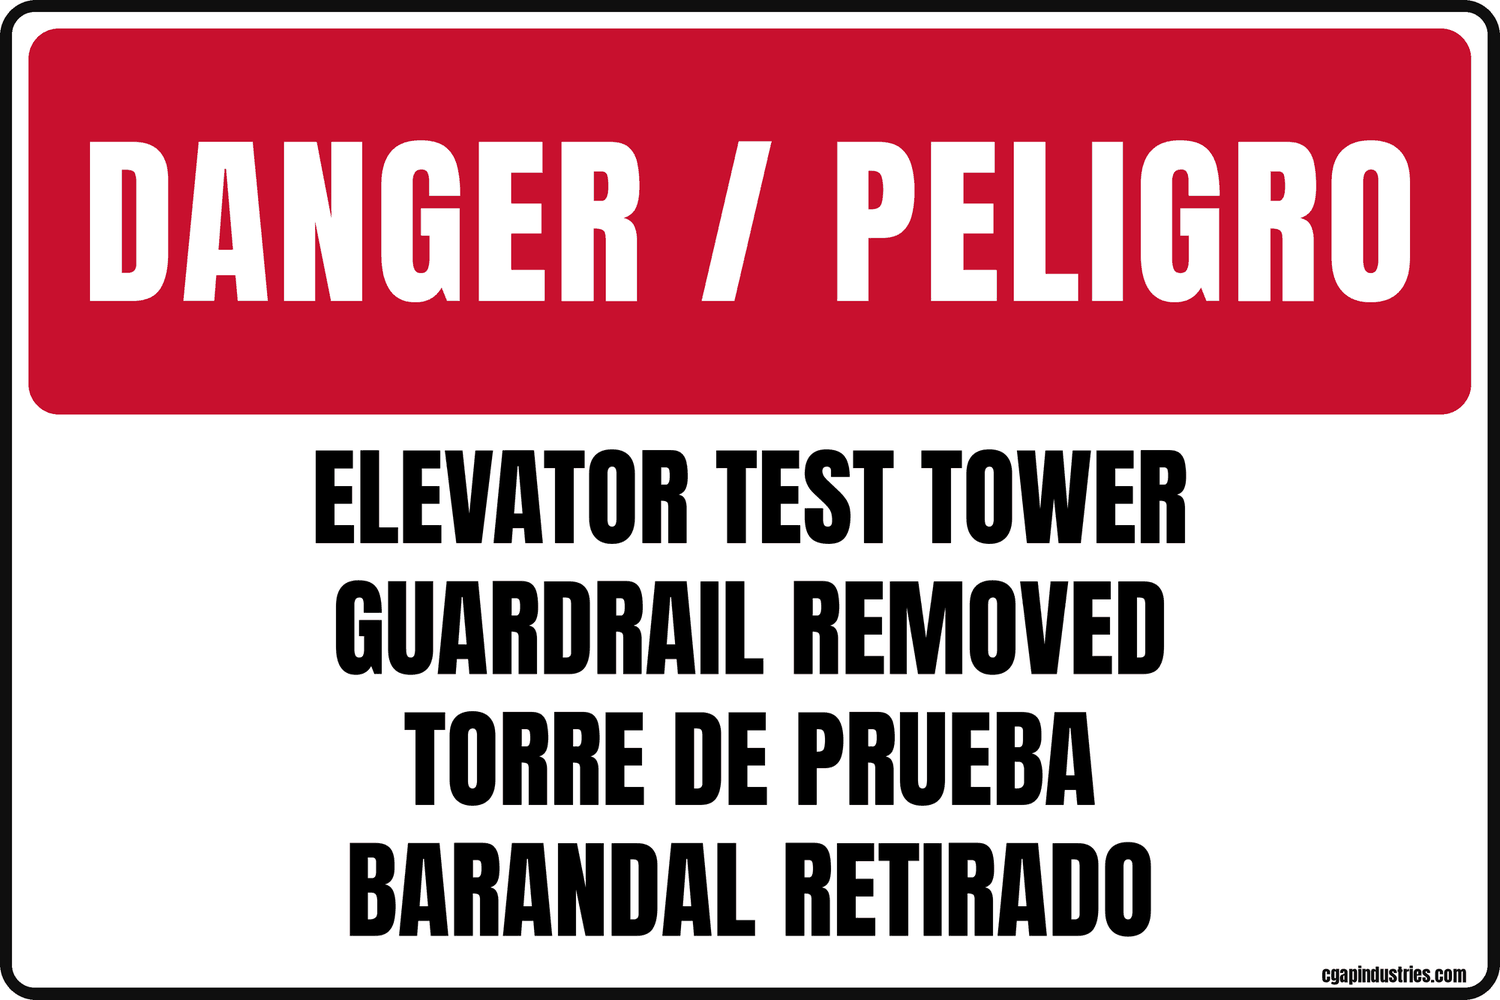 DANGER / PELIGRO
ELEVATOR TEST TOWER
GUARDRAIL REMOVED
TORRE DE PRUEBA
BARANDAL RETIRADO
cgapindustries.com